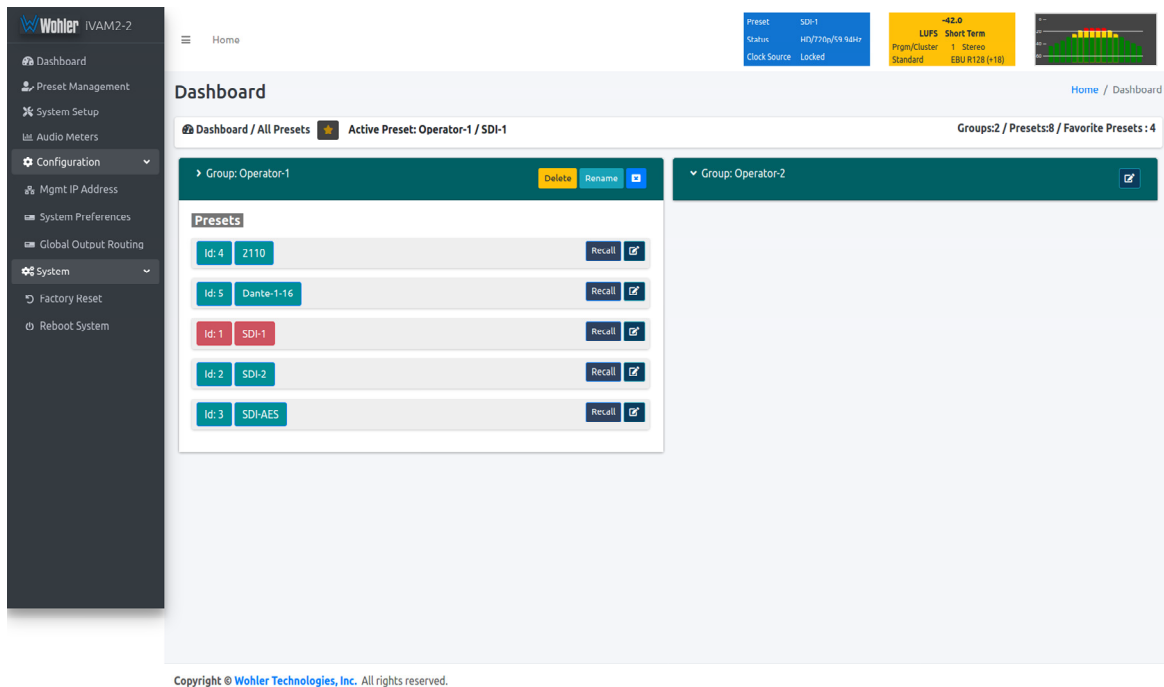 Wohler iVAM2-2
Dashboard
Preset Management
System Setup
Audio Meters
Configuration
Mgmt IP Address
System Preferences
Global Output Routing
System
Factory Reset
Reboot System
Home
Preset SDI-1
Status HD/720p/59.94Hz
Clock Source Locked
-42.0
LUFS Short Term
Prgm/Cluster 1 Stereo
Standard EBU R128 (+18)
Dashboard
Home / Dashboard
Dashboard / All Presets Active Preset: Operator-1 / SDI-1
Groups:2 / Presets:8 / Favorite Presets : 4
Group: Operator-1 Delete Rename
Presets
Id: 4 2110 Recall
Id: 5 Dante-1-16 Recall
Id: 1 SDI-1 Recall
Id: 2 SDI-2 Recall
Id: 3 SDI-AES Recall
Group: Operator-2
Copyright © Wohler Technologies, Inc. All rights reserved.